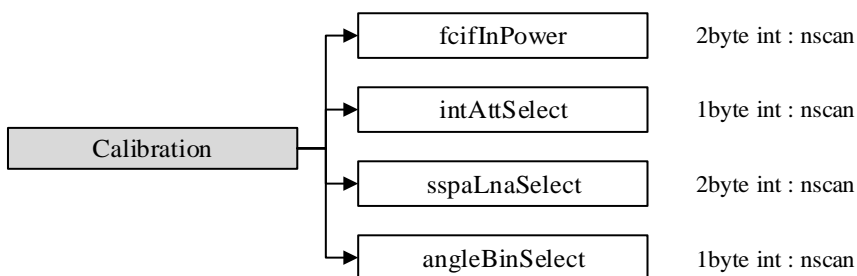 fcifInPower 2byte int : nscan
intAttSelect 1byte int : nscan
Calibration
sspaLnaSelect 2byte int : nscan
angleBinSelect 1byte int : nscan